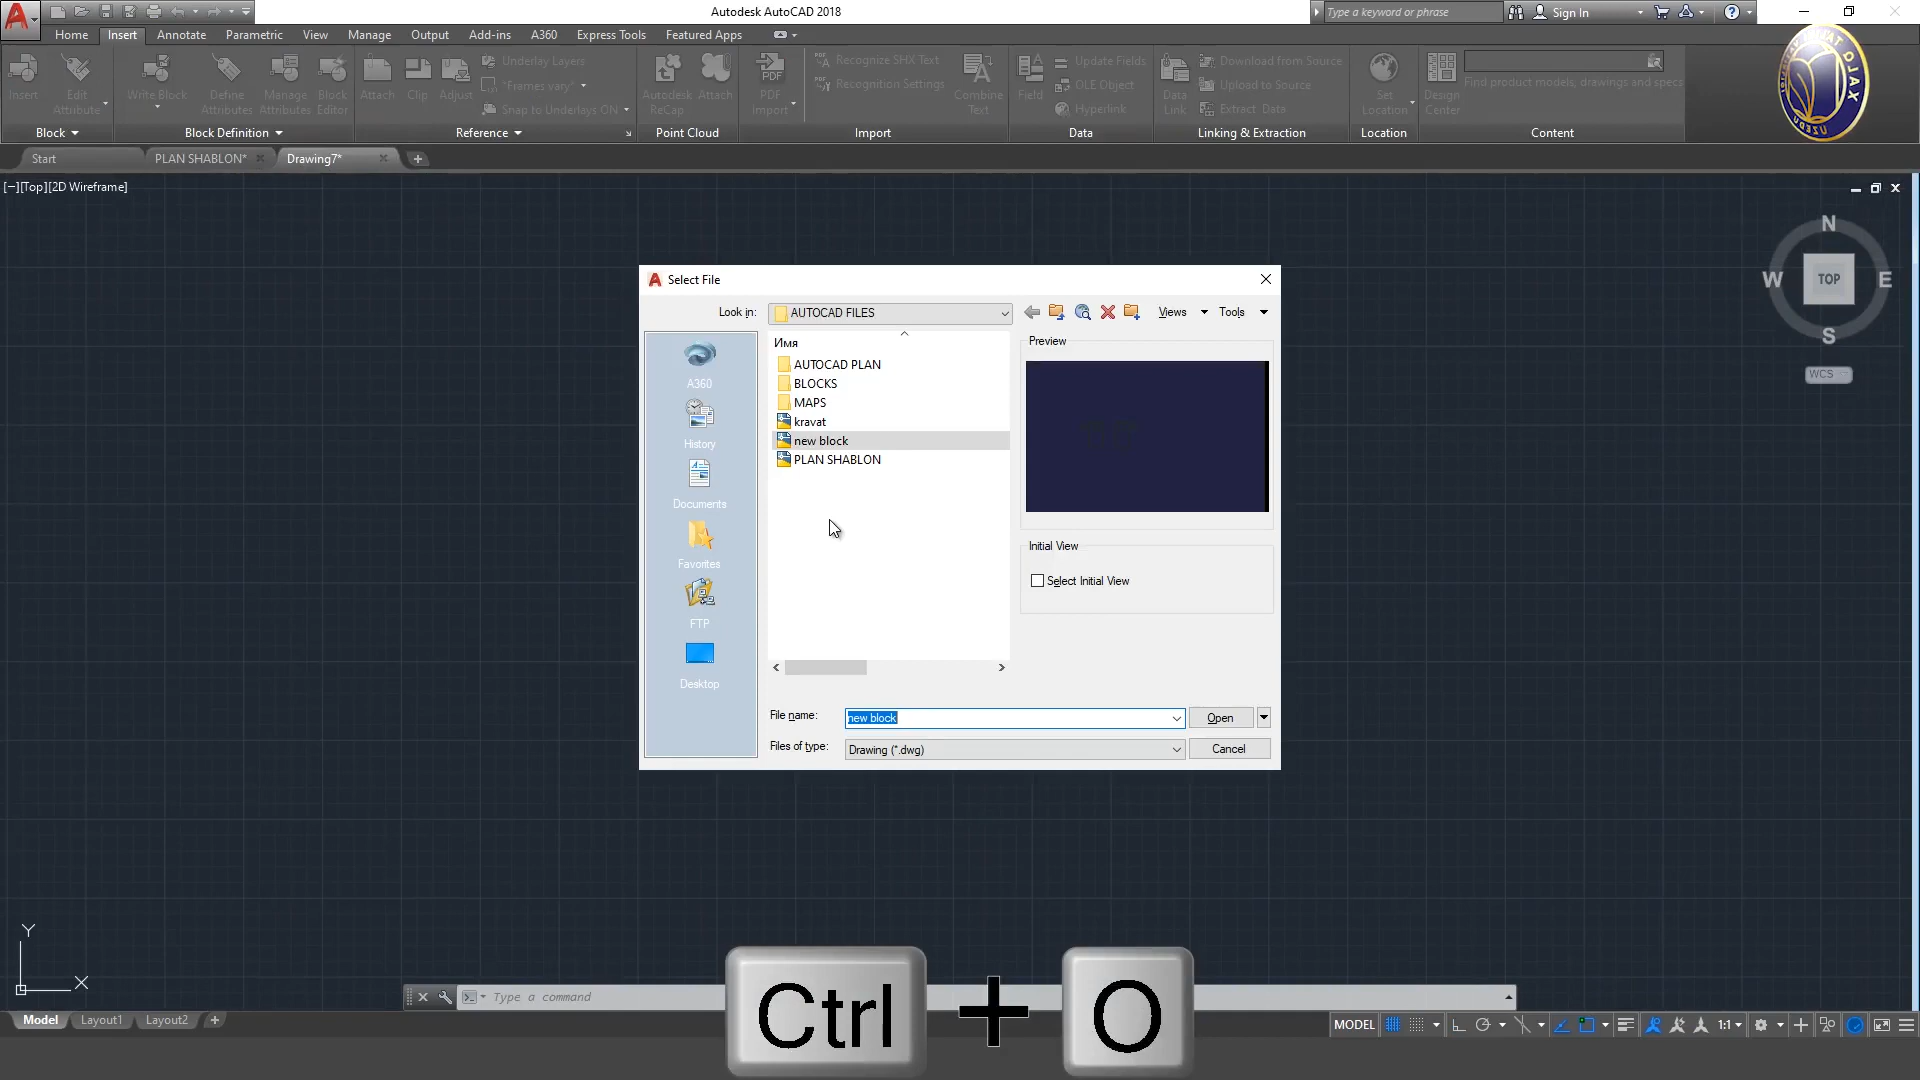 Autodesk AutoCAD 2018
Type a keyword or phrase
Sign In
Home Insert Annotate Parametric View Manage Output Add-ins A360 Express Tools Featured Apps
Insert
Edit Attribute
Write Block
Define Attributes
Manage Attributes
Block Editor
Attach
Clip
Adjust
Underlay Layers
*Frames vary*
Snap to Underlays ON
Autodesk ReCap
Attach
PDF Import
Recognize SHX Text
Recognition Settings
Combine Text
Field
Update Fields
OLE Object
Hyperlink
Data Link
Download from Source
Upload to Source
Extract Data
Set Location
Design Center
Find product models, drawings and specs
Block Block Definition Reference Point Cloud Import Data Linking & Extraction Location Content
Start PLAN SHABLON* Drawing7*
[−][Top][2D Wireframe]
N
W TOP E
S
WCS
Select File
Look in: AUTOCAD FILES Views Tools
Имя
AUTOCAD PLAN
BLOCKS
MAPS
kravat
new block
PLAN SHABLON
A360
History
Documents
Favorites
FTP
Desktop
Preview
Initial View
Select Initial View
File name: new block Open
Files of type: Drawing (*.dwg) Cancel
Y
X
Type a command
Ctrl + O
Model Layout1 Layout2
MODEL 1:1